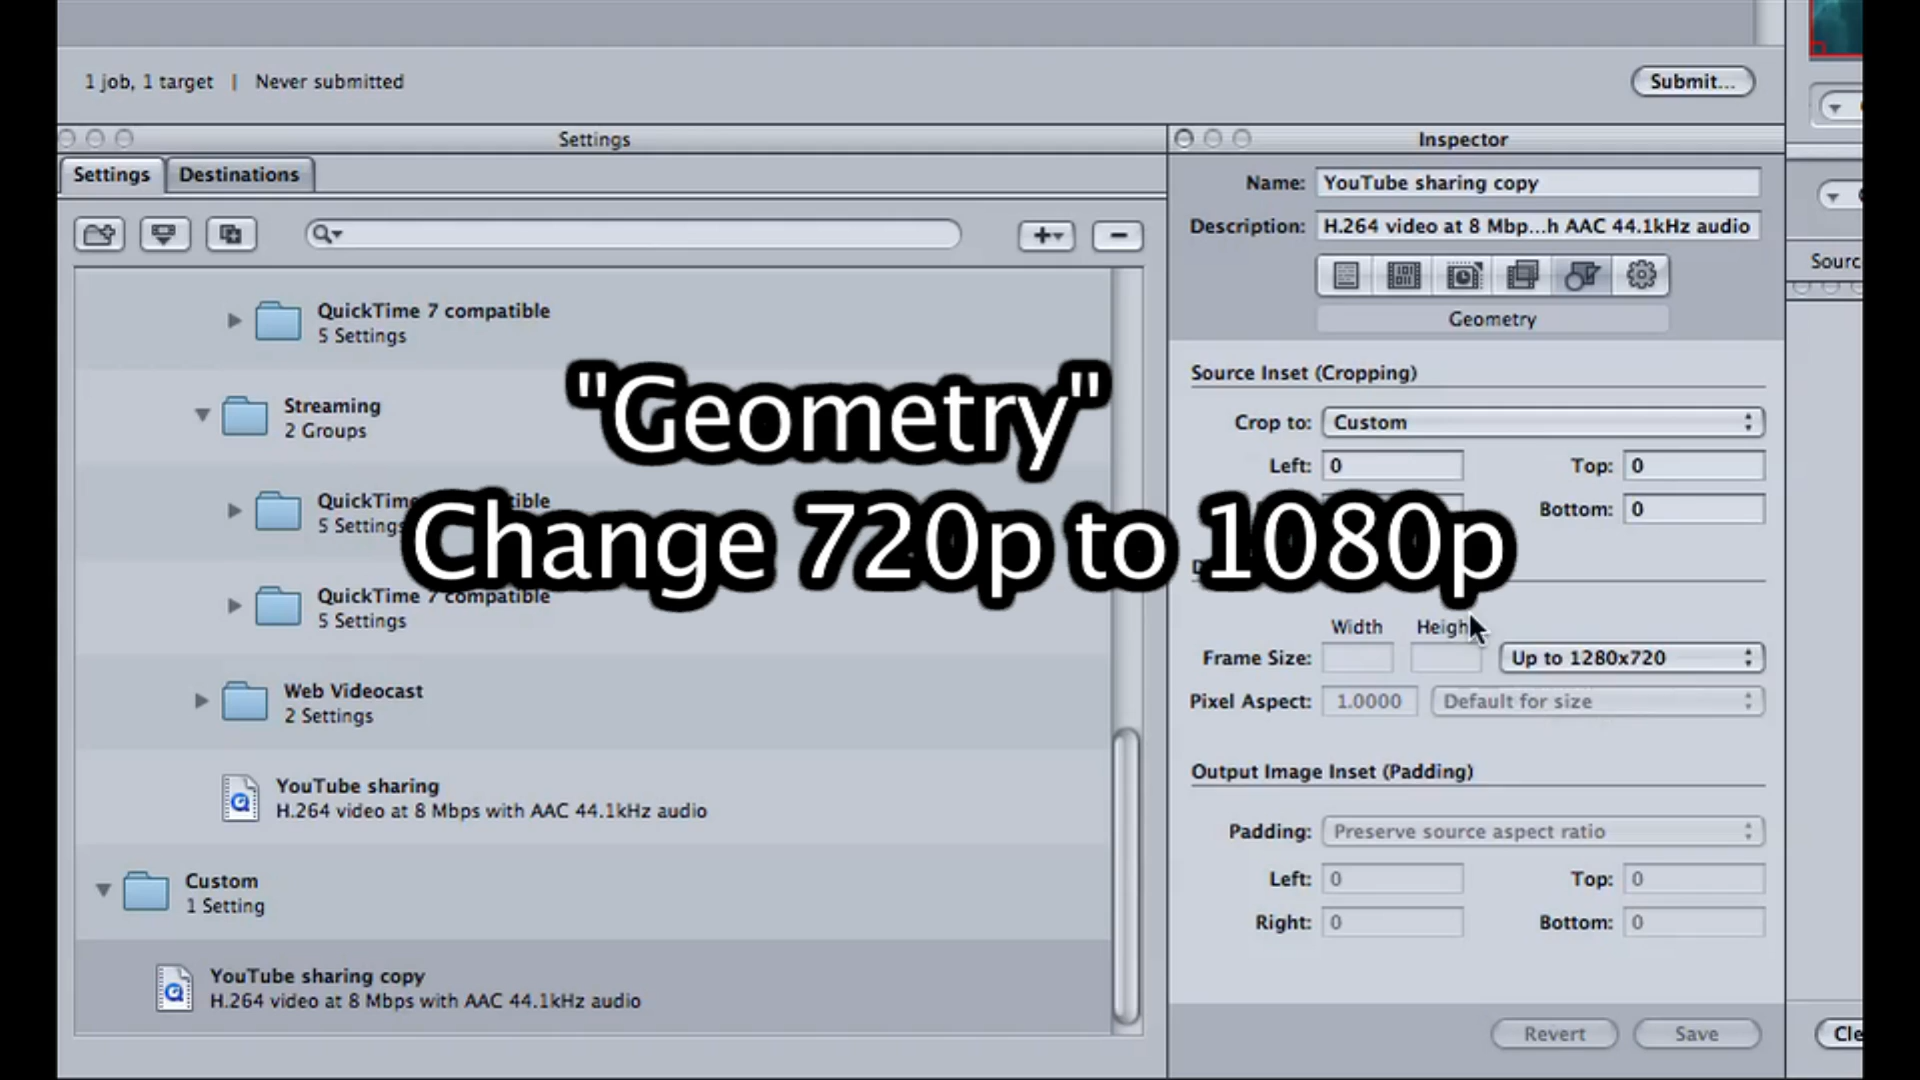 1 job, 1 target | Never submitted
Submit...
Settings
Inspector
Settings
Destinations
Name: YouTube sharing copy
Description: H.264 video at 8 Mbp...h AAC 44.1kHz audio
Sourc
Geometry
QuickTime 7 compatible
5 Settings
"Geometry"
Change 720p to 1080p
Source Inset (Cropping)
Crop to: Custom
Left: 0
Top: 0
Bottom: 0
Streaming
2 Groups
5 Settings
QuickTime 7 compatible
5 Settings
Width
Frame Size:
Up to 1280x720
Pixel Aspect: 1.0000 Default for size
Web Videocast
2 Settings
Output Image Inset (Padding)
Padding: Preserve source aspect ratio
Left: 0
Top: 0
Right: 0
Bottom: 0
YouTube sharing
H.264 video at 8 Mbps with AAC 44.1kHz audio
Custom
1 Setting
YouTube sharing copy
H.264 video at 8 Mbps with AAC 44.1kHz audio
Revert
Save
Cle